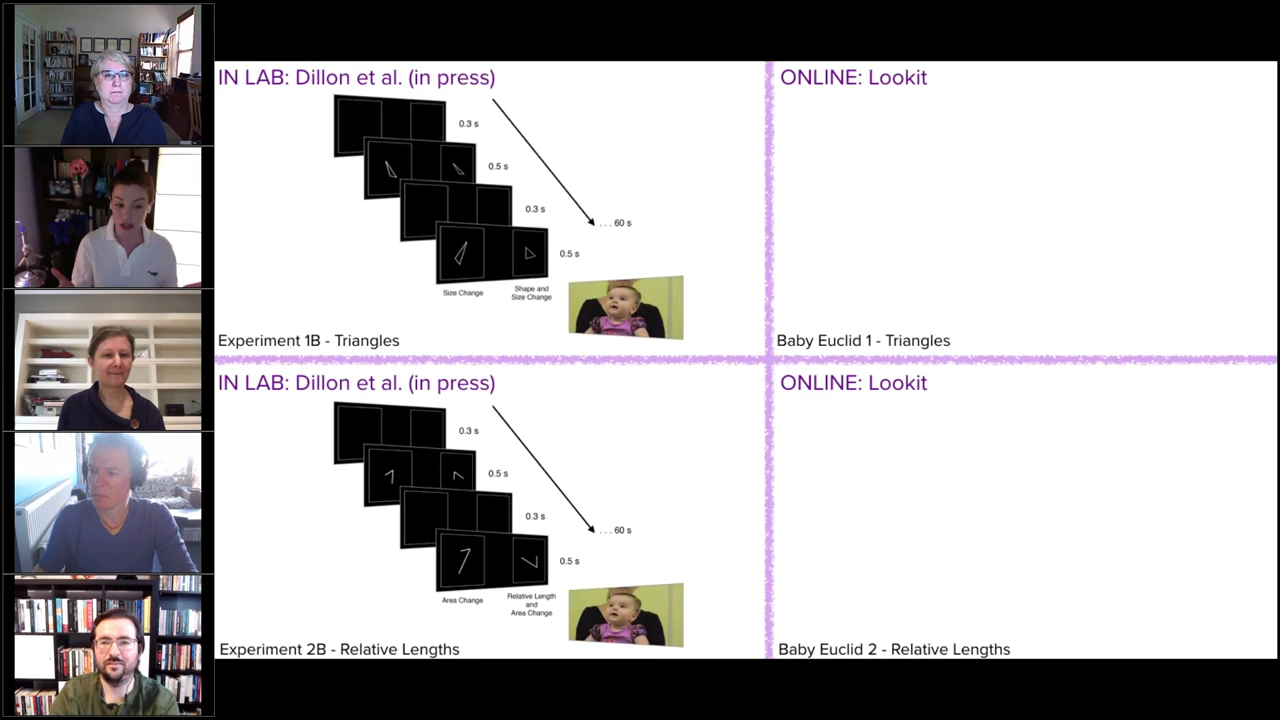 IN LAB: Dillon et al. (in press)
0.3 s
0.5 s
0.3 s
0.5 s
. . . 60 s
Size Change
Shape and
Size Change
Experiment 1B - Triangles
ONLINE: Lookit
Baby Euclid 1 - Triangles
IN LAB: Dillon et al. (in press)
0.3 s
0.5 s
0.3 s
0.5 s
. . . 60 s
Area Change
Relative Length
and
Area Change
Experiment 2B - Relative Lengths
ONLINE: Lookit
Baby Euclid 2 - Relative Lengths